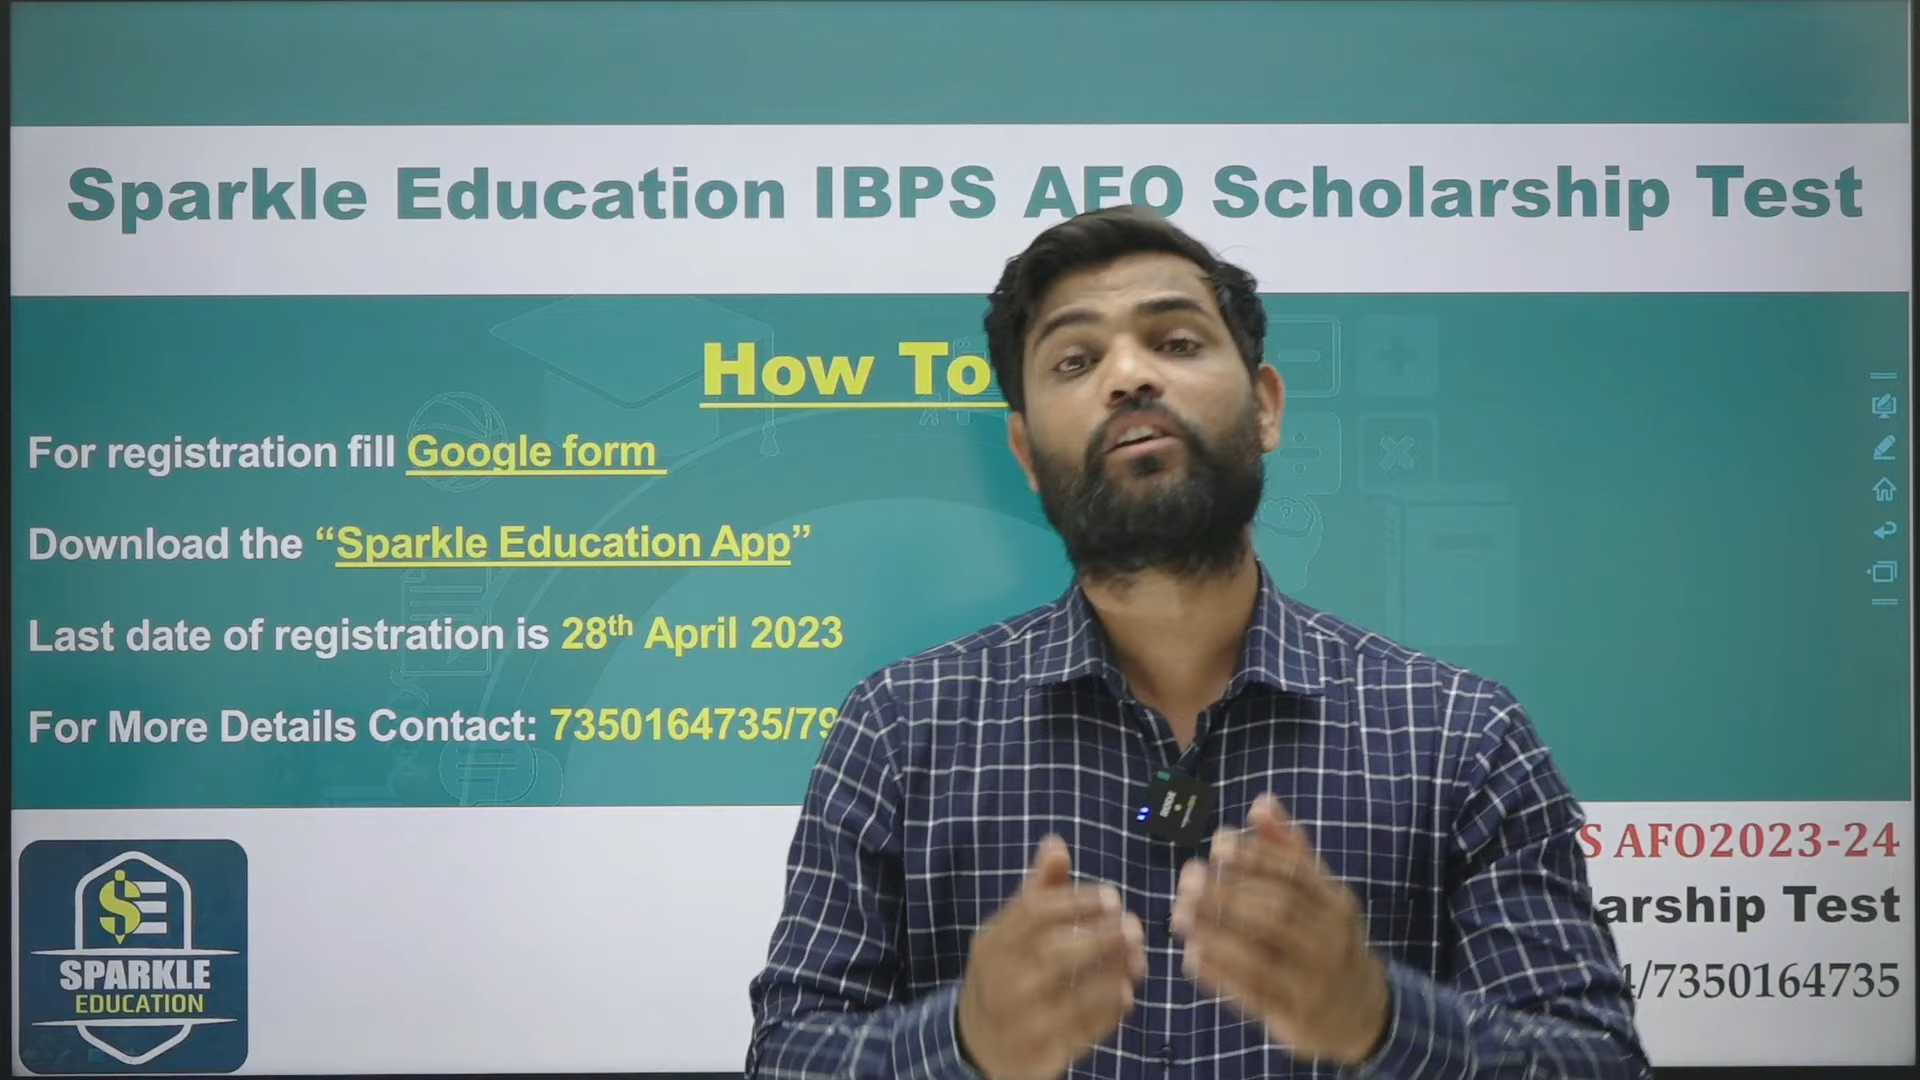 Sparkle Education IBPS AFO Scholarship Test
How To
For registration fill Google form
Download the “Sparkle Education App”
Last date of registration is 28th April 2023
For More Details Contact: 7350164735/79
S AFO2023-24
arship Test
/7350164735
SE
SPARKLE
EDUCATION